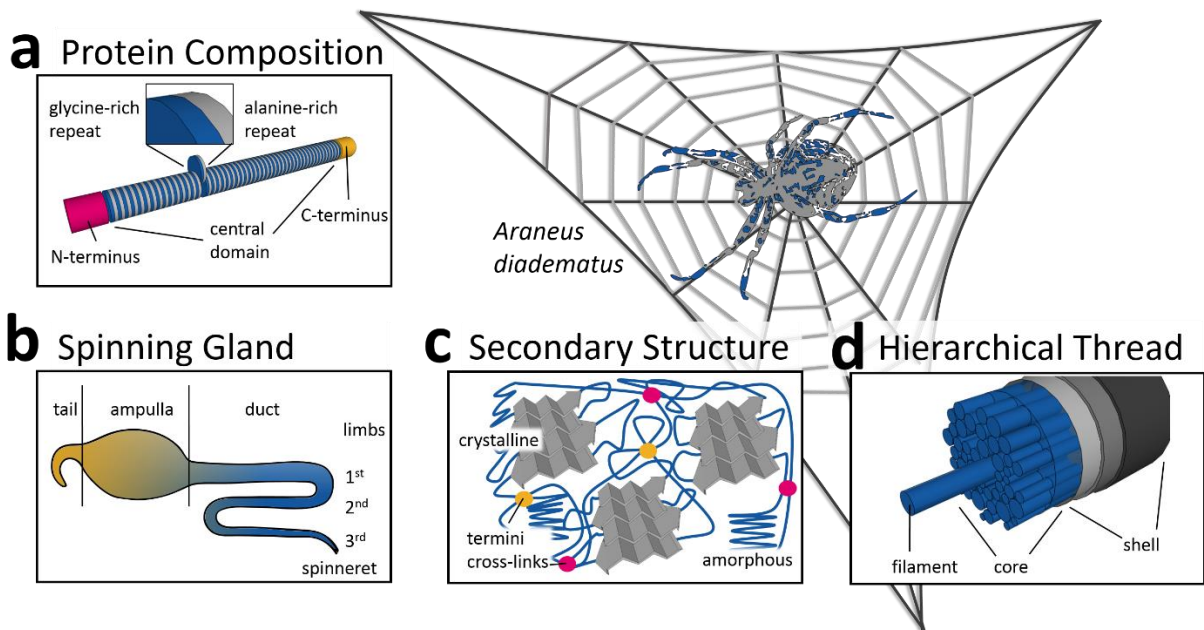 a Protein Composition
glycine-rich
repeat
alanine-rich
repeat
C-terminus
central
domain
N-terminus
Araneus
diadematus
b Spinning Gland
tail
ampulla
duct
limbs
1st
2nd
3rd
spinneret
c Secondary Structure
crystalline
termini
cross-links
amorphous
d Hierarchical Thread
shell
filament
core